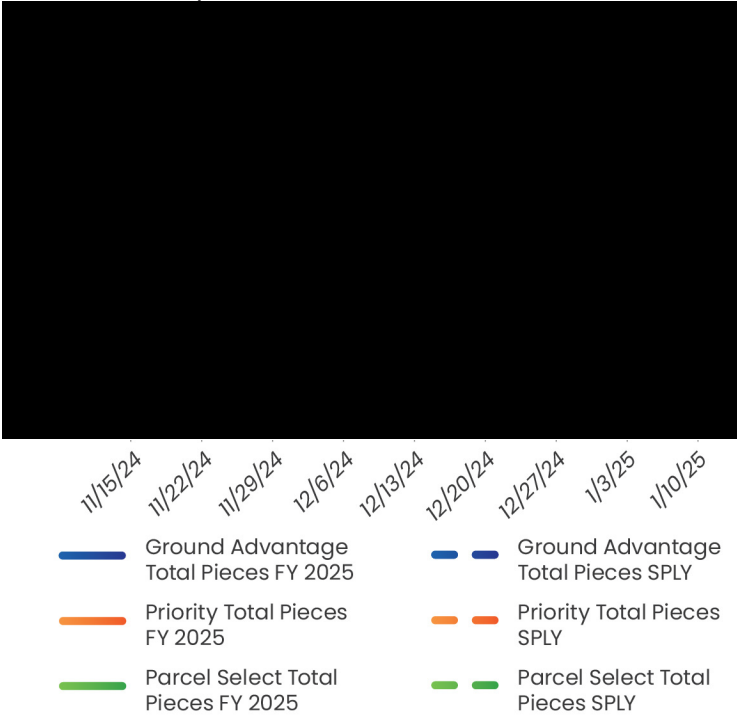 11/15/24
11/22/24
11/29/24
12/6/24
12/13/24
12/20/24
12/27/24
1/3/25
1/10/25
Ground Advantage
Total Pieces FY 2025
Ground Advantage
Total Pieces SPLY
Priority Total Pieces
FY 2025
Priority Total Pieces
SPLY
Parcel Select Total
Pieces FY 2025
Parcel Select Total
Pieces SPLY